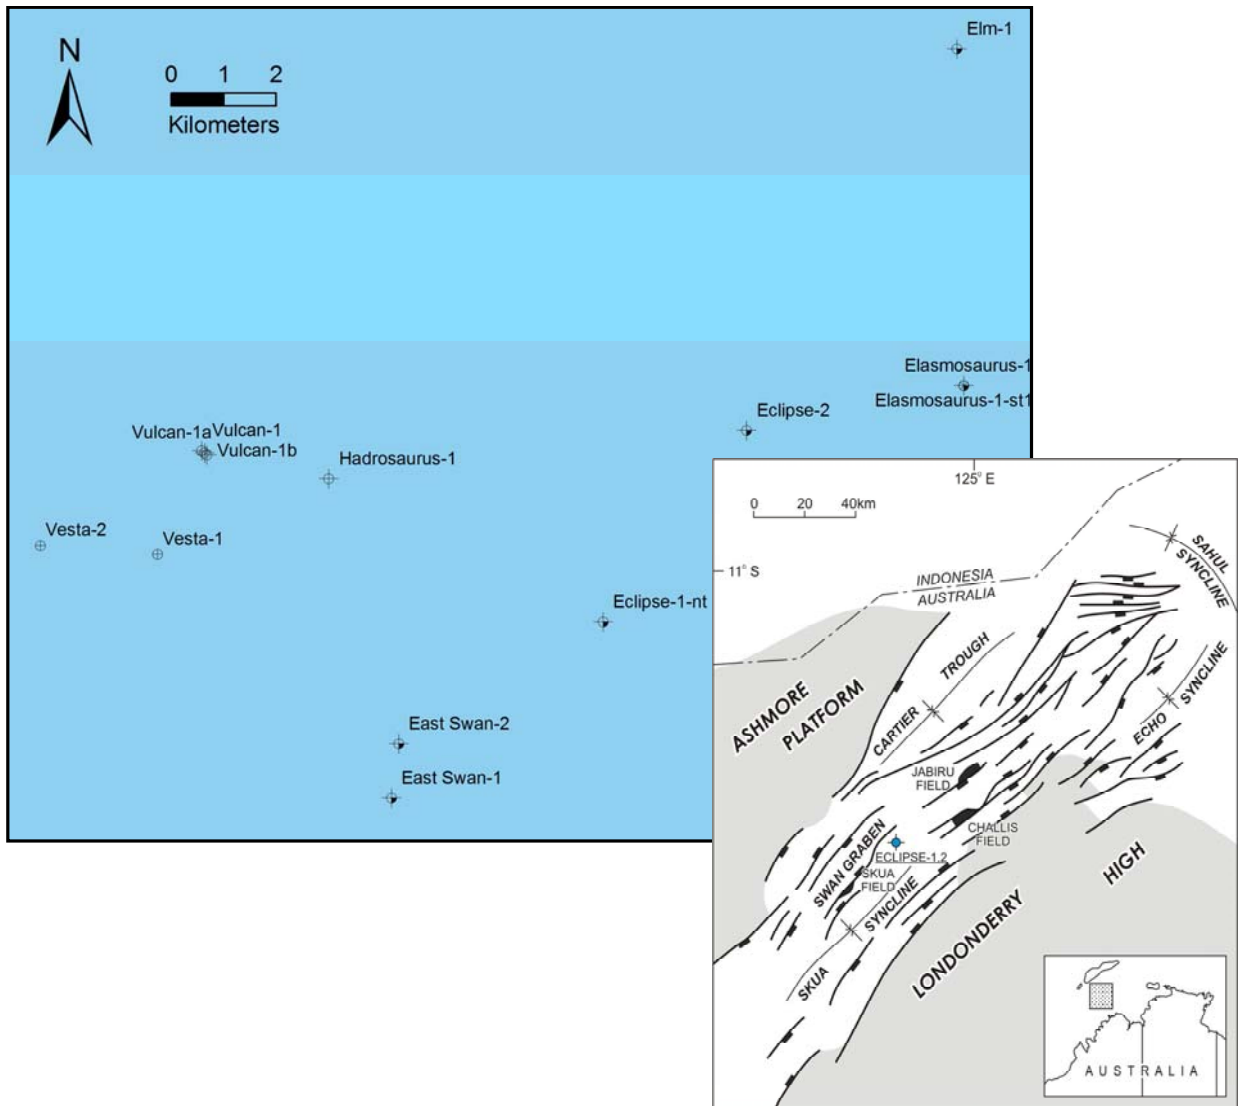 Elm-1
N
0 1 2
Kilometers
Elasmosaurus-1
Elasmosaurus-1-st1
Eclipse-2
Vulcan-1a Vulcan-1
Vulcan-1b
Hadrosaurus-1
Vesta-2
Vesta-1
Eclipse-1-nt
East Swan-2
East Swan-1
125° E
0 20 40km
11° S
INDONESIA
AUSTRALIA
SAHUL
SYNCLINE
ASHMORE
PLATFORM
CARTIER
TROUGH
ECHO
SYNCLINE
JABIRU
FIELD
CHALLIS
FIELD
SWAN GRABEN
ECLIPSE-1,2
SKUA
FIELD
SKUA
SYNCLINE
LONDONDERRY
HIGH
AUSTRALIA